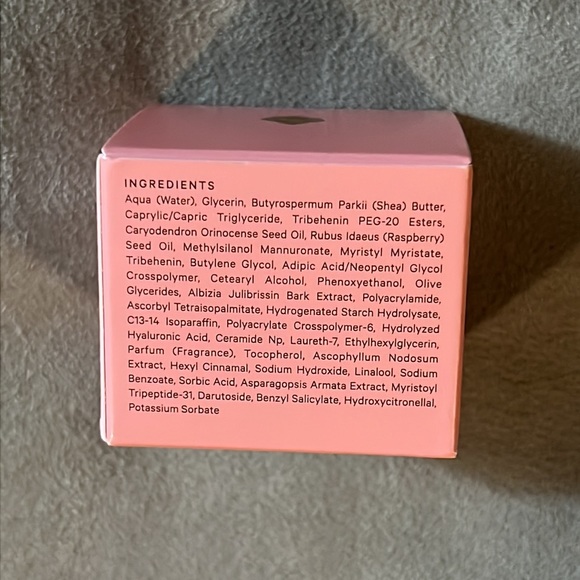 INGREDIENTS
Aqua (Water), Glycerin, Butyrospermum Parkii (Shea) Butter,
Caprylic/Capric Triglyceride, Tribehenin PEG-20 Esters,
Caryodendron Orinocense Seed Oil, Rubus Idaeus (Raspberry)
Seed Oil, Methylsilanol Mannuronate, Myristyl Myristate,
Tribehenin, Butylene Glycol, Adipic Acid/Neopentyl Glycol
Crosspolymer, Cetearyl Alcohol, Phenoxyethanol, Olive
Glycerides, Albizia Julibrissin Bark Extract, Polyacrylamide,
Ascorbyl Tetraisopalmitate, Hydrogenated Starch Hydrolysate,
C13-14 Isoparaffin, Polyacrylate Crosspolymer-6, Hydrolyzed
Hyaluronic Acid, Ceramide Np, Laureth-7, Ethylhexylglycerin,
Parfum (Fragrance), Tocopherol, Ascophyllum Nodosum
Extract, Hexyl Cinnamal, Sodium Hydroxide, Linalool, Sodium
Benzoate, Sorbic Acid, Asparagopsis Armata Extract, Myristoyl
Tripeptide-31, Darutoside, Benzyl Salicylate, Hydroxycitronellal,
Potassium Sorbate